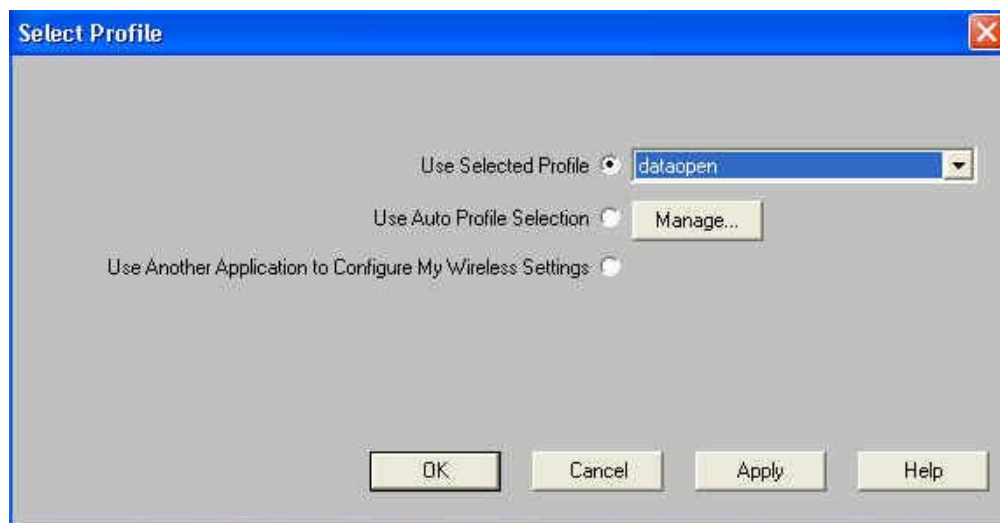 Select Profile
Use Selected Profile dataopen
Use Auto Profile Selection Manage...
Use Another Application to Configure My Wireless Settings
OK Cancel Apply Help